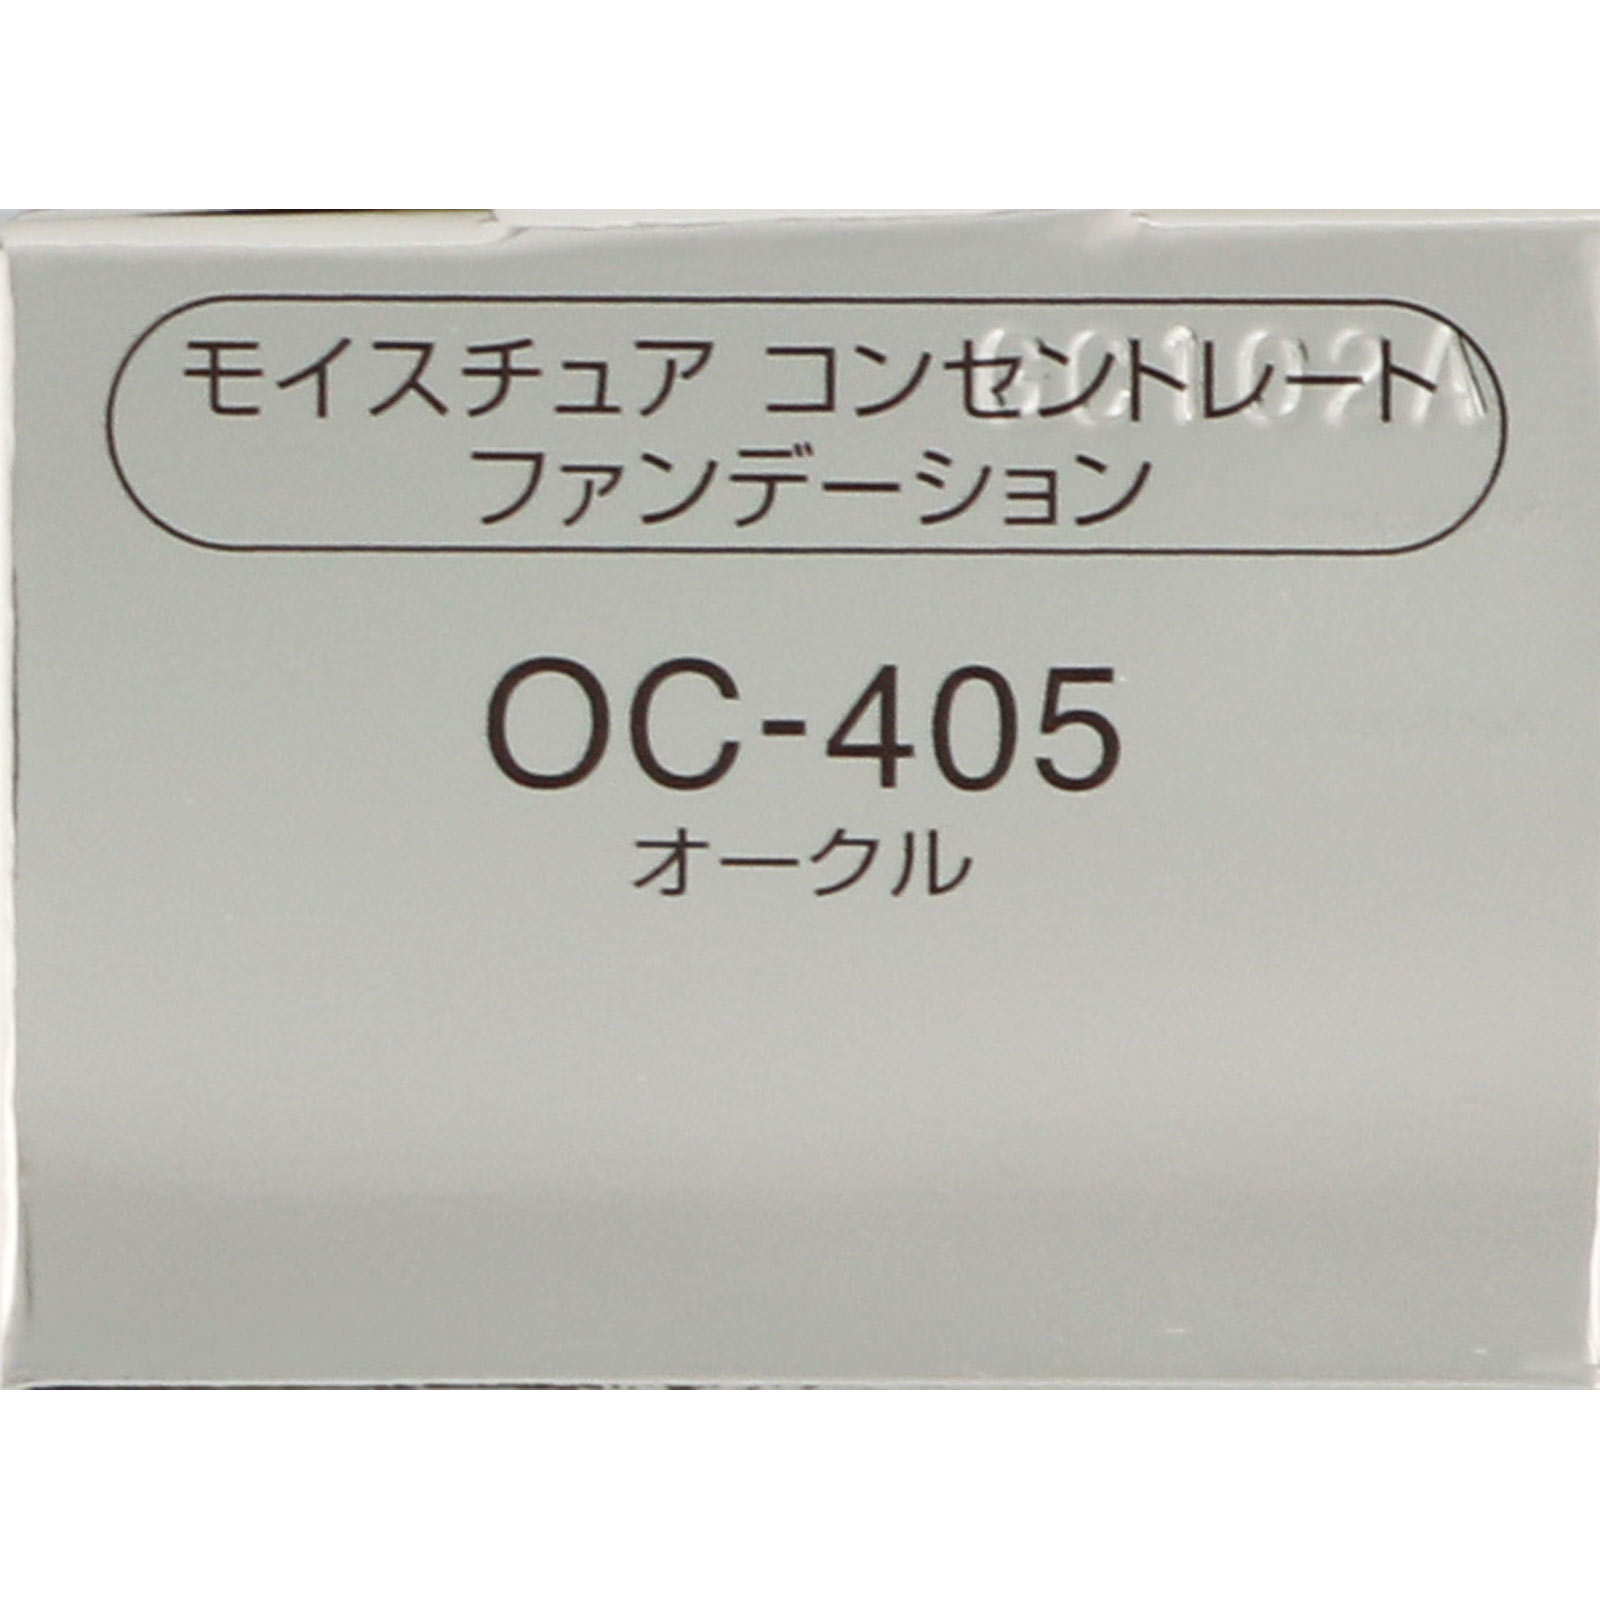 モイスチュア コンセントレート
ファンデーション
OC-405
オークル